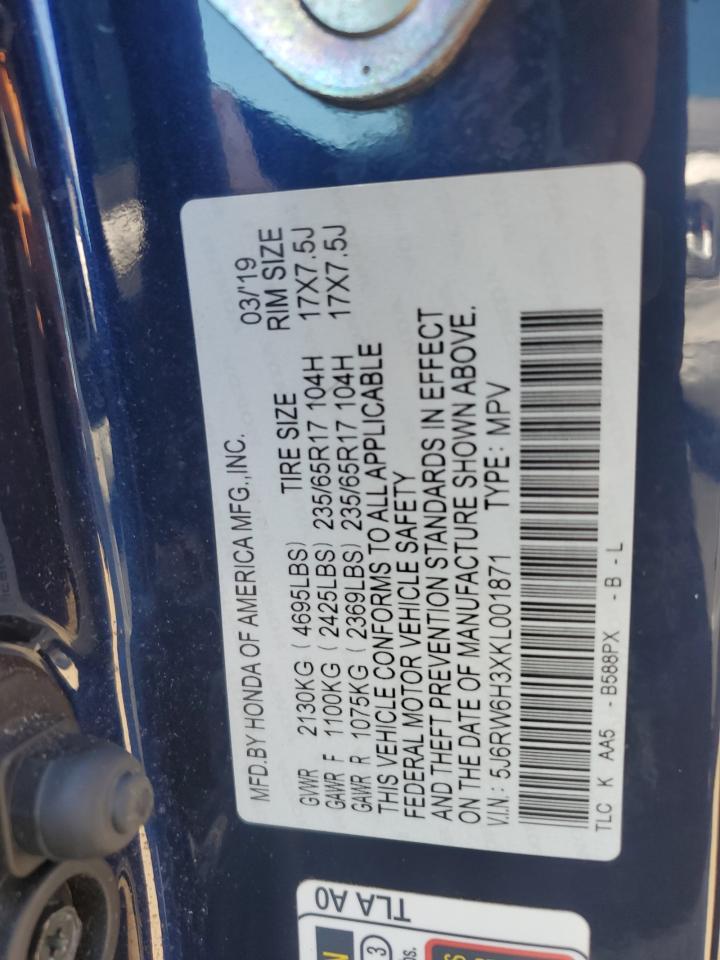 MFD.BY HONDA OF AMERICA MFG.,INC. 03/'19
TIRE SIZE RIM SIZE
GVWR 2130KG ( 4695LBS)
GAWR F 1100KG ( 2425LBS) 235/65R17 104H 17X7.5J
GAWR R 1075KG ( 2369LBS) 235/65R17 104H 17X7.5J
THIS VEHICLE CONFORMS TO ALL APPLICABLE
FEDERAL MOTOR VEHICLE SAFETY
AND THEFT PREVENTION STANDARDS IN EFFECT
ON THE DATE OF MANUFACTURE SHOWN ABOVE.
V.I.N.: 5J6RW6H3XKL001871 TYPE: MPV
TLC K AA5 - B588PX - B - L
TLA A0
3